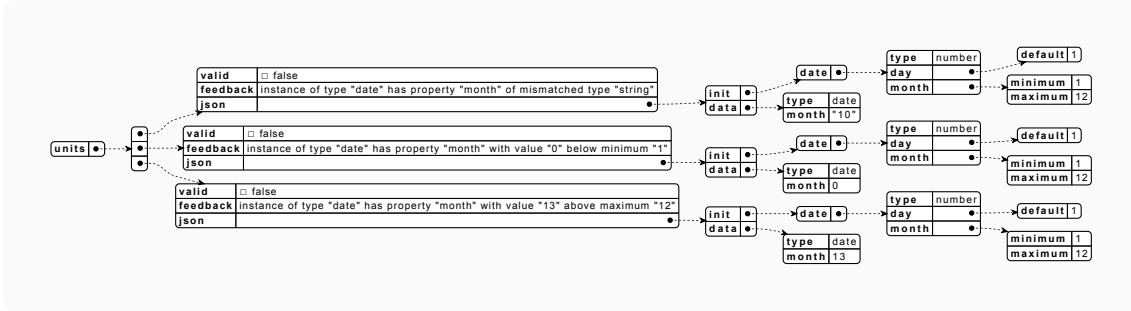 units
valid □ false
feedback instance of type "date" has property "month" of mismatched type "string"
json
init
data
date
type date
month "10"
type number
day
month
default 1
minimum 1
maximum 12
valid □ false
feedback instance of type "date" has property "month" with value "0" below minimum "1"
json
init
data
date
type date
month 0
type number
day
month
default 1
minimum 1
maximum 12
valid □ false
feedback instance of type "date" has property "month" with value "13" above maximum "12"
json
init
data
date
type date
month 13
type number
day
month
default 1
minimum 1
maximum 12